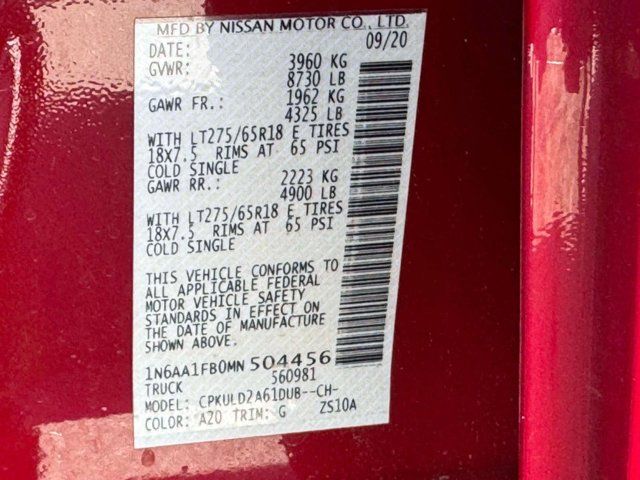 MFD BY NISSAN MOTOR CO., LTD.
DATE: 09/20
GVWR: 3960 KG
8730 LB
GAWR FR.: 1962 KG
4325 LB
WITH LT275/65R18 E TIRES
18x7.5 RIMS AT 65 PSI
COLD SINGLE
GAWR RR.: 2223 KG
4900 LB
WITH LT275/65R18 E TIRES
18x7.5 RIMS AT 65 PSI
COLD SINGLE
THIS VEHICLE CONFORMS TO
ALL APPLICABLE FEDERAL
MOTOR VEHICLE SAFETY
STANDARDS IN EFFECT ON
THE DATE OF MANUFACTURE
SHOWN ABOVE.
1N6AA1FB0MN504456
TRUCK 560981
MODEL: CPKULD2A61DUB--CH-
COLOR: A20 TRIM: G ZS10A